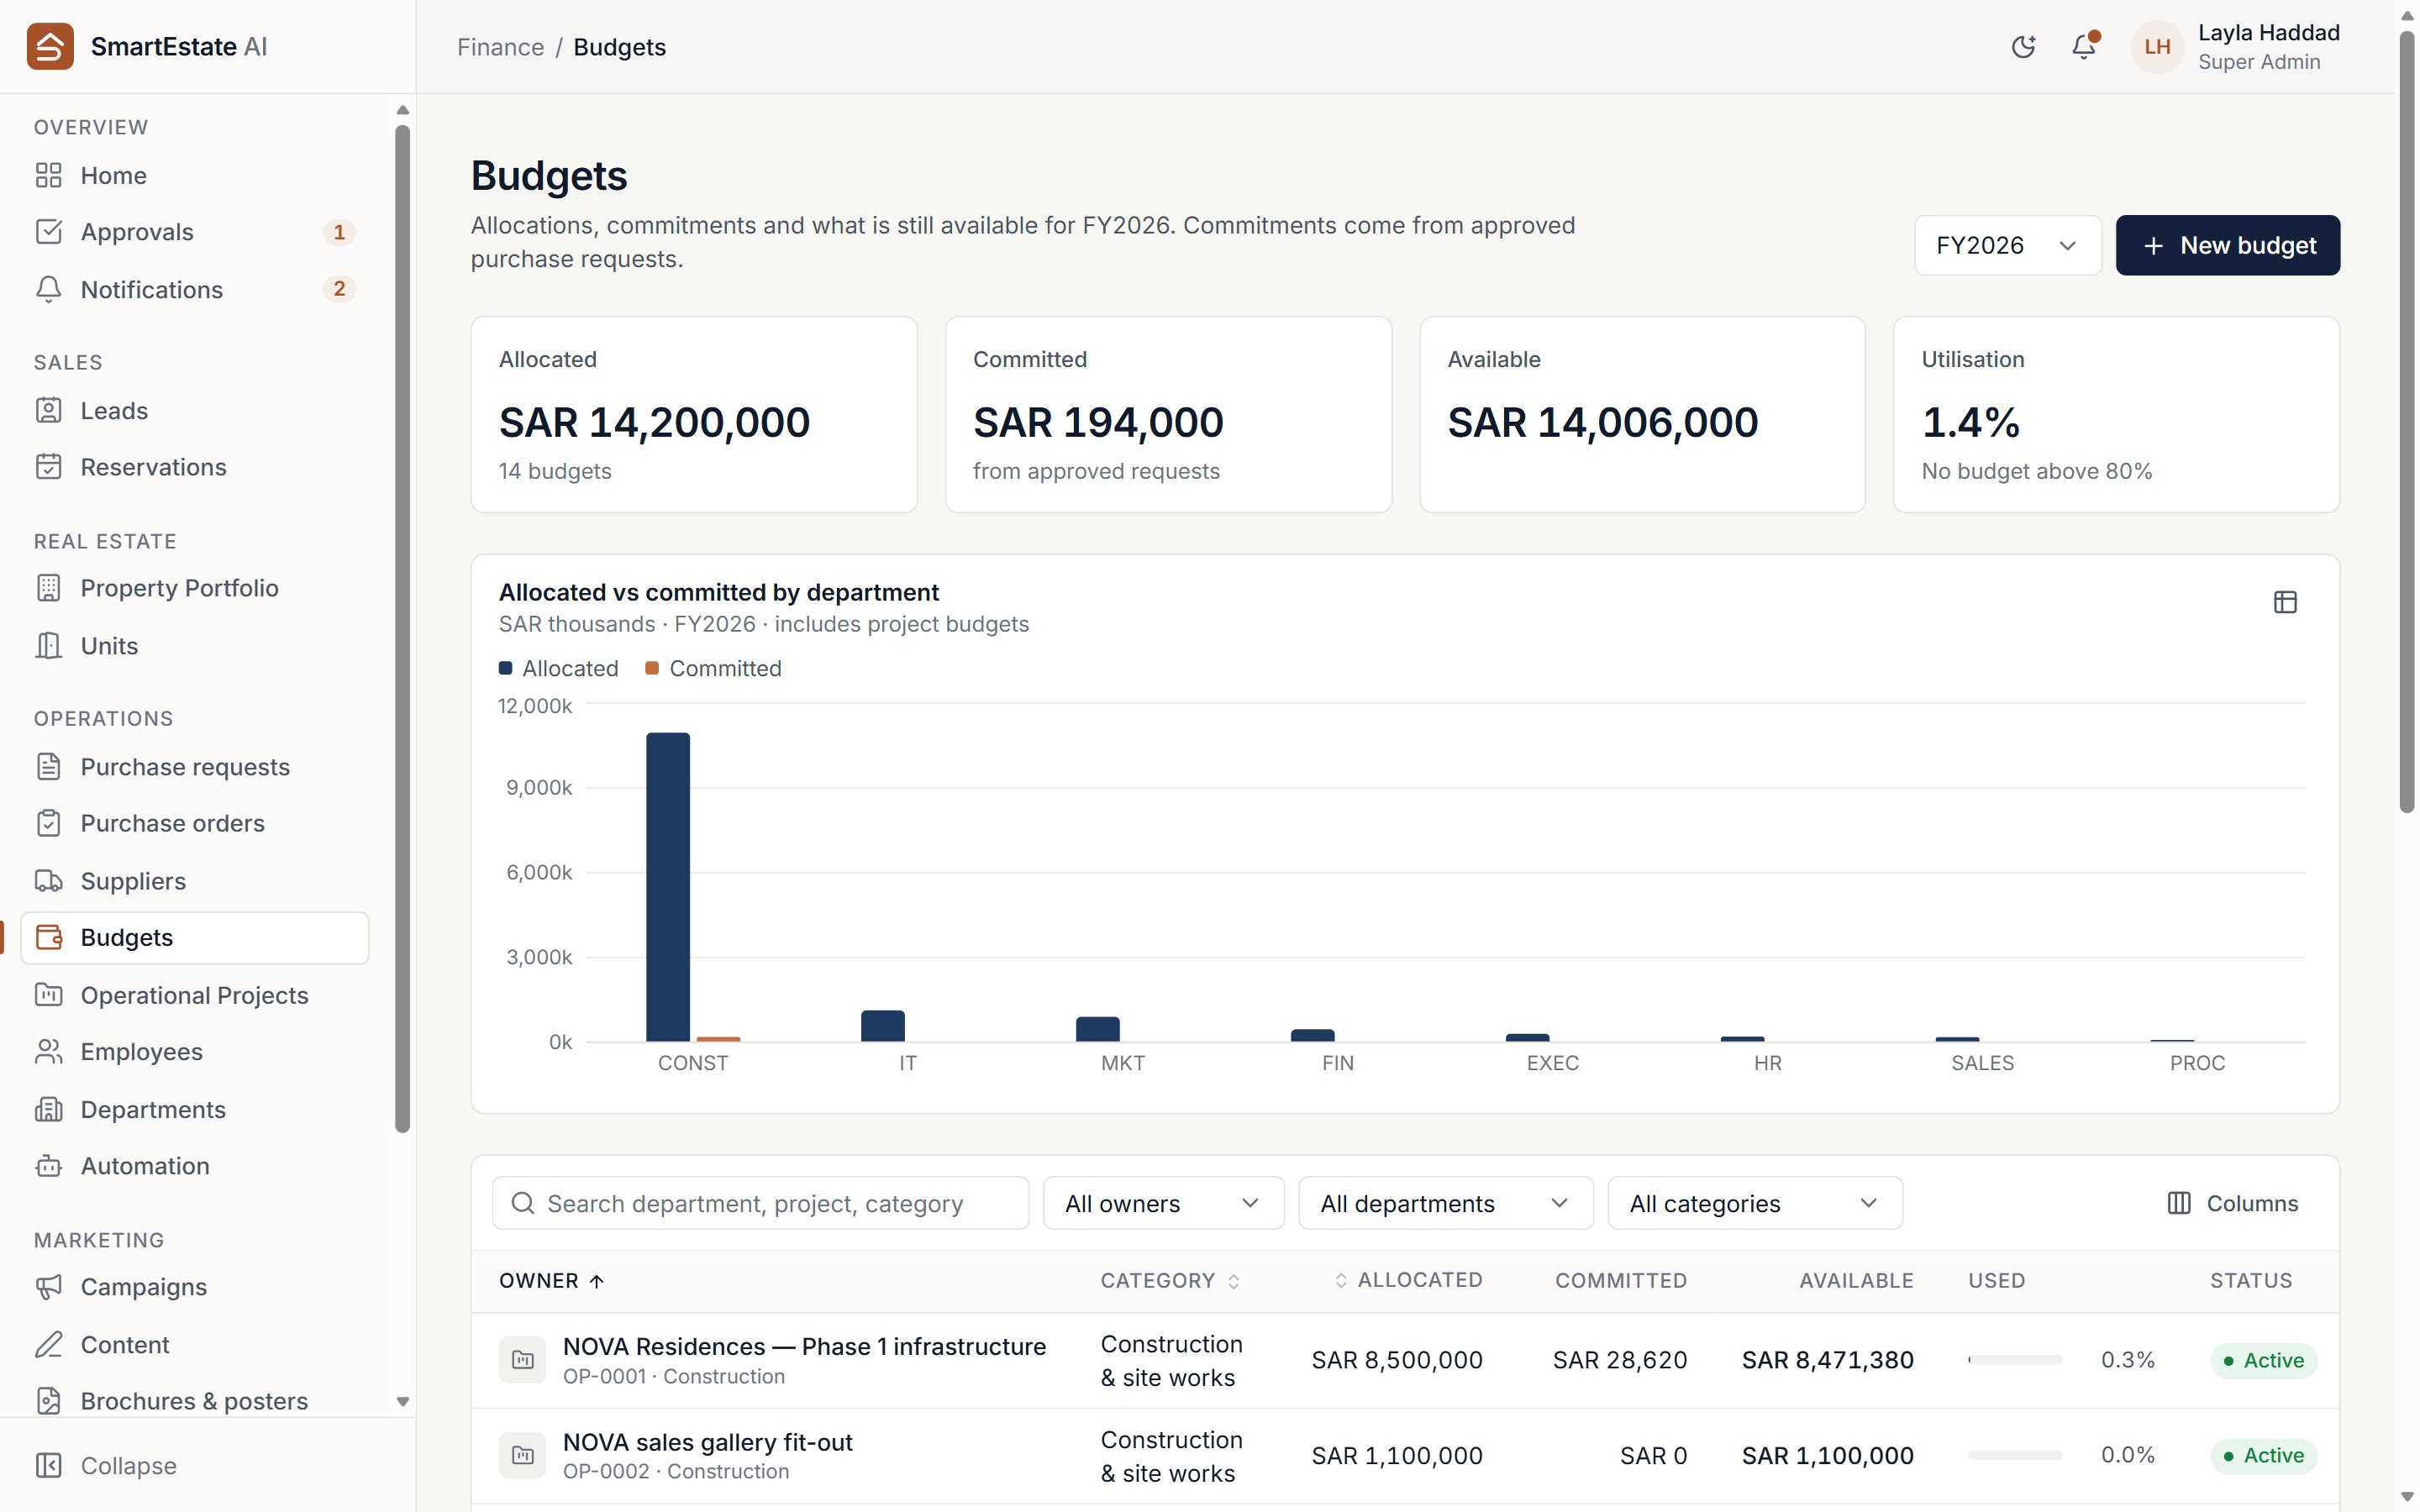 SmartEstate AI
Finance / Budgets
LH
Layla Haddad
Super Admin
OVERVIEW
Home
Approvals 1
Notifications 2
SALES
Leads
Reservations
REAL ESTATE
Property Portfolio
Units
OPERATIONS
Purchase requests
Purchase orders
Suppliers
Budgets
Operational Projects
Employees
Departments
Automation
MARKETING
Campaigns
Content
Brochures & posters
Collapse
Budgets
Allocations, commitments and what is still available for FY2026. Commitments come from approved
purchase requests.
FY2026
New budget
Allocated
SAR 14,200,000
14 budgets
Committed
SAR 194,000
from approved requests
Available
SAR 14,006,000
Utilisation
1.4%
No budget above 80%
Allocated vs committed by department
SAR thousands · FY2026 · includes project budgets
Allocated Committed
12,000k
9,000k
6,000k
3,000k
0k
CONST IT MKT FIN EXEC HR SALES PROC
Search department, project, category
All owners
All departments
All categories
Columns
OWNER CATEGORY ALLOCATED COMMITTED AVAILABLE USED STATUS
NOVA Residences — Phase 1 infrastructure
OP-0001 · Construction
Construction
& site works
SAR 8,500,000 SAR 28,620 SAR 8,471,380 0.3% Active
NOVA sales gallery fit-out
OP-0002 · Construction
Construction
& site works
SAR 1,100,000 SAR 0 SAR 1,100,000 0.0% Active